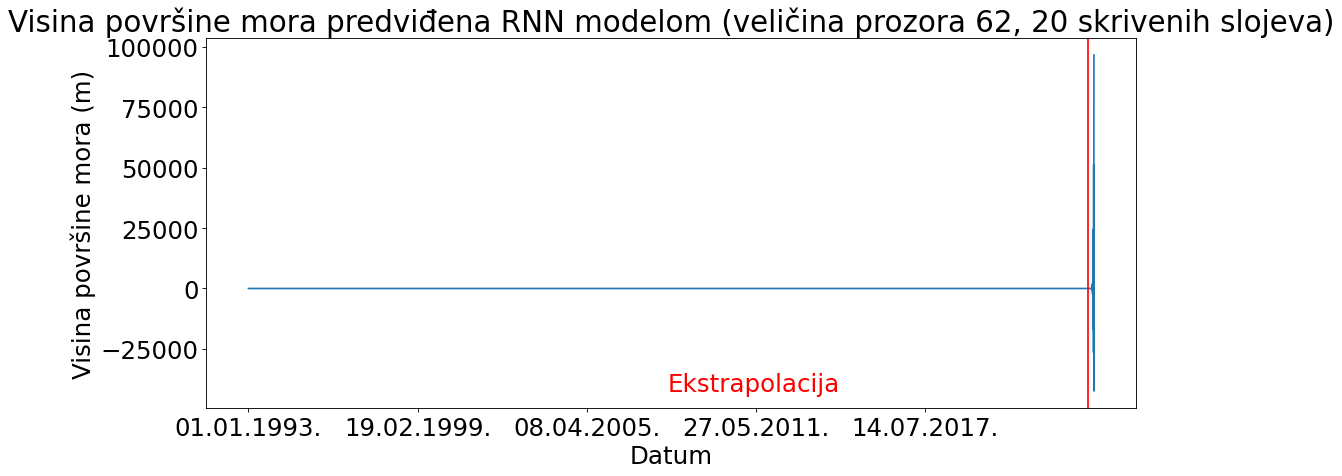 Visina površine mora predviđena RNN modelom (veličina prozora 62, 20 skrivenih slojeva)
Visina površine mora (m)
100000
75000
50000
25000
0
−25000
Ekstrapolacija
01.01.1993. 19.02.1999. 08.04.2005. 27.05.2011. 14.07.2017.
Datum